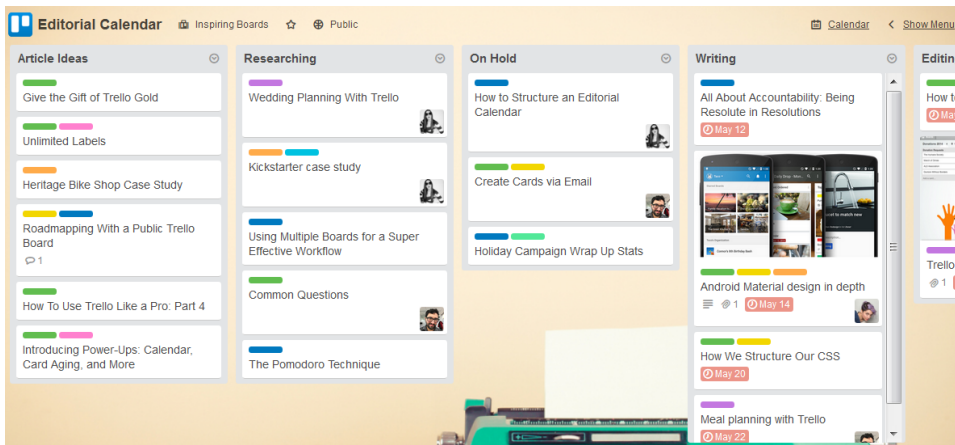 Editorial Calendar
Inspiring Boards
Public
Calendar
Show Menu
Article Ideas
Give the Gift of Trello Gold
Unlimited Labels
Heritage Bike Shop Case Study
Roadmapping With a Public Trello
Board
1
How To Use Trello Like a Pro: Part 4
Introducing Power-Ups: Calendar,
Card Aging, and More
Researching
Wedding Planning With Trello
Kickstarter case study
Using Multiple Boards for a Super
Effective Workflow
Common Questions
The Pomodoro Technique
On Hold
How to Structure an Editorial
Calendar
Create Cards via Email
Holiday Campaign Wrap Up Stats
Writing
All About Accountability: Being
Resolute in Resolutions
May 12
Android Material design in depth
1
May 14
How We Structure Our CSS
May 20
Meal planning with Trello
May 22
Editin
How t
May
Trello
1